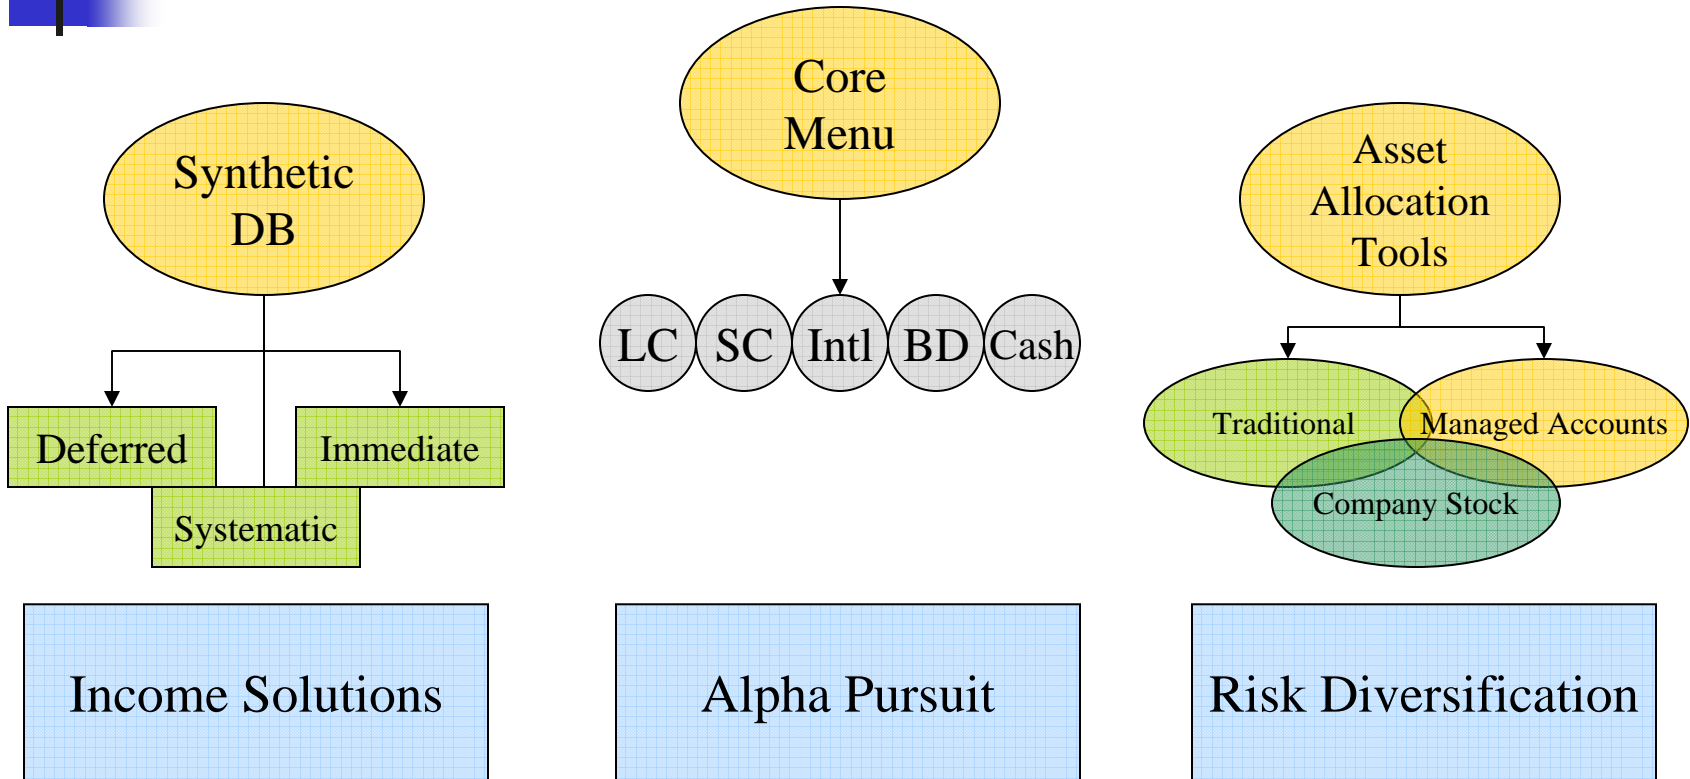 Core
Menu
Synthetic
DB
Asset
Allocation
Tools
LC SC Intl BD Cash
Deferred
Immediate
Systematic
Traditional
Managed Accounts
Company Stock
Income Solutions
Alpha Pursuit
Risk Diversification